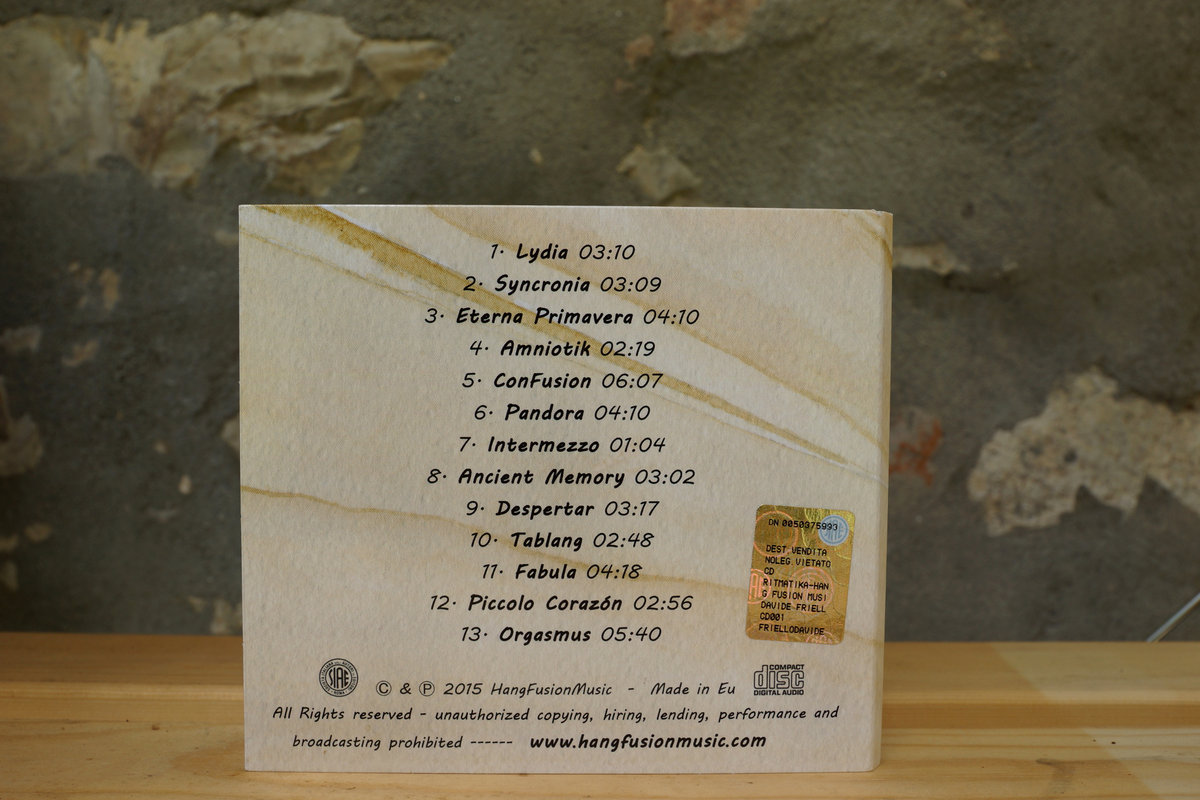 1· Lydia 03:10
2· Syncronia 03:09
3· Eterna Primavera 04:10
4· Amniotik 02:19
5· ConFusion 06:07
6· Pandora 04:10
7· Intermezzo 01:04
8· Ancient Memory 03:02
9· Despertar 03:17
10· Tablang 02:48
11· Fabula 04:18
12· Piccolo Corazón 02:56
13· Orgasmus 05:40
DN 0050375993
SIAE
DEST.VENDITA
NOLEG.VIETATO
CD
RITMATIKA-HAN
G FUSION MUSI
DAVIDE FRIELL
CD001
FRIELLODAVIDE
SIAE
© & ℗ 2015 HangFusionMusic - Made in Eu
COMPACT
disc
DIGITAL AUDIO
All Rights reserved - unauthorized copying, hiring, lending, performance and
broadcasting prohibited ------ www.hangfusionmusic.com